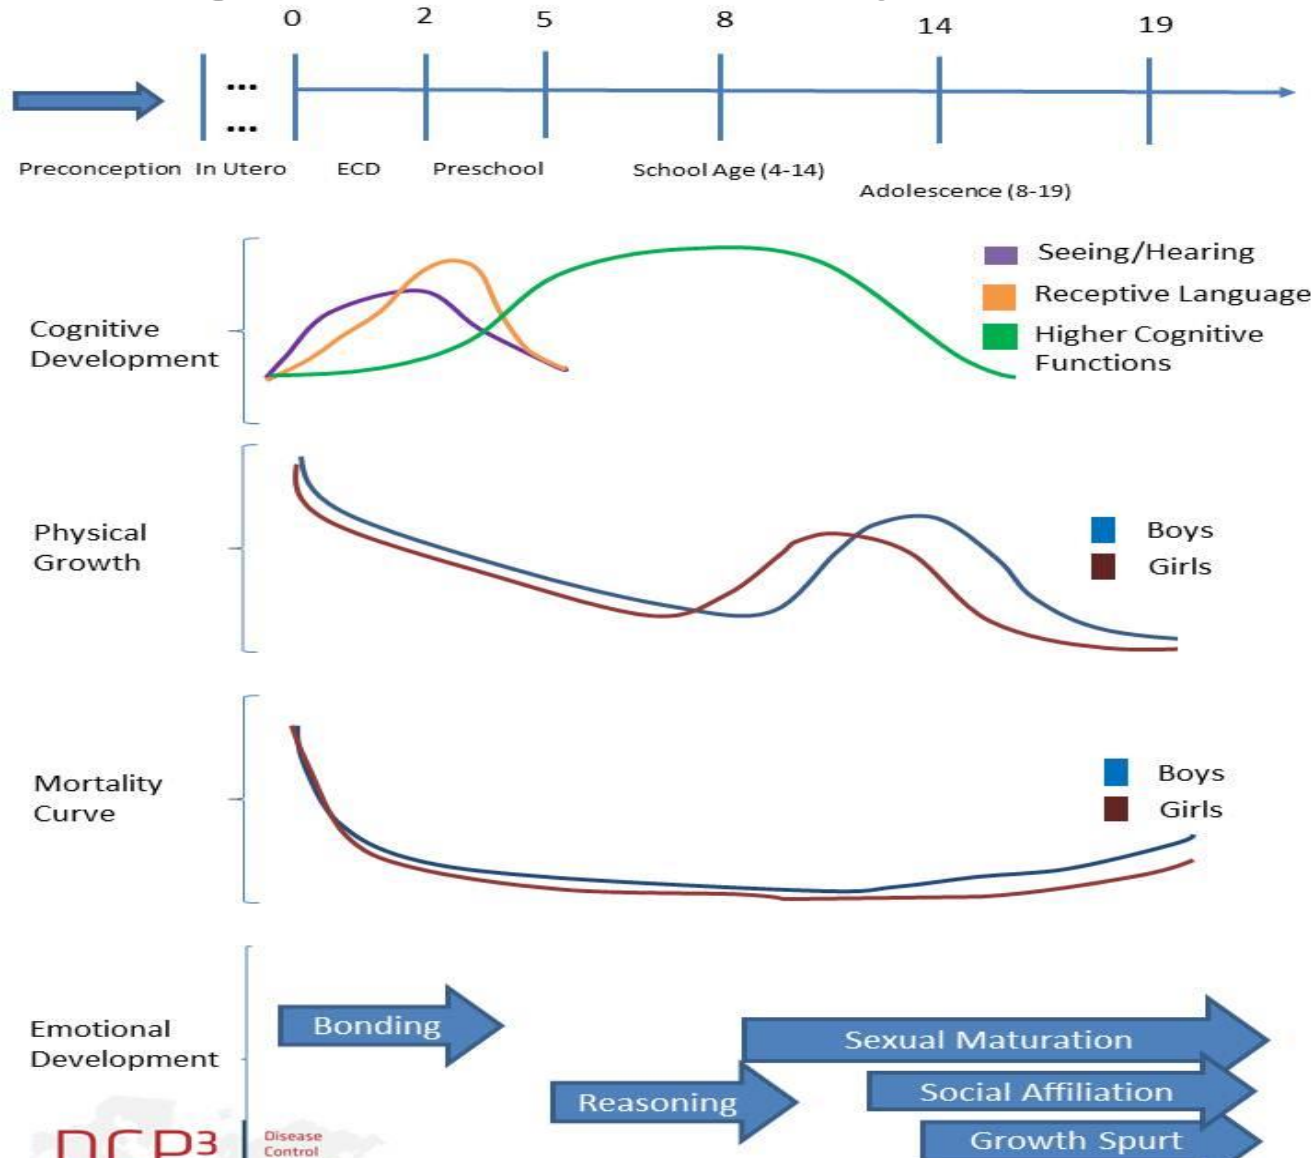 0 2 5 8 14 19
... 
...
Preconception In Utero ECD Preschool School Age (4-14)
Adolescence (8-19)
Seeing/Hearing
Receptive Language
Higher Cognitive
Functions
Cognitive
Development
Physical
Growth
Boys
Girls
Mortality
Curve
Boys
Girls
Emotional
Development
Bonding
Sexual Maturation
Reasoning
Social Affiliation
Growth Spurt
DCP3
Disease
Control